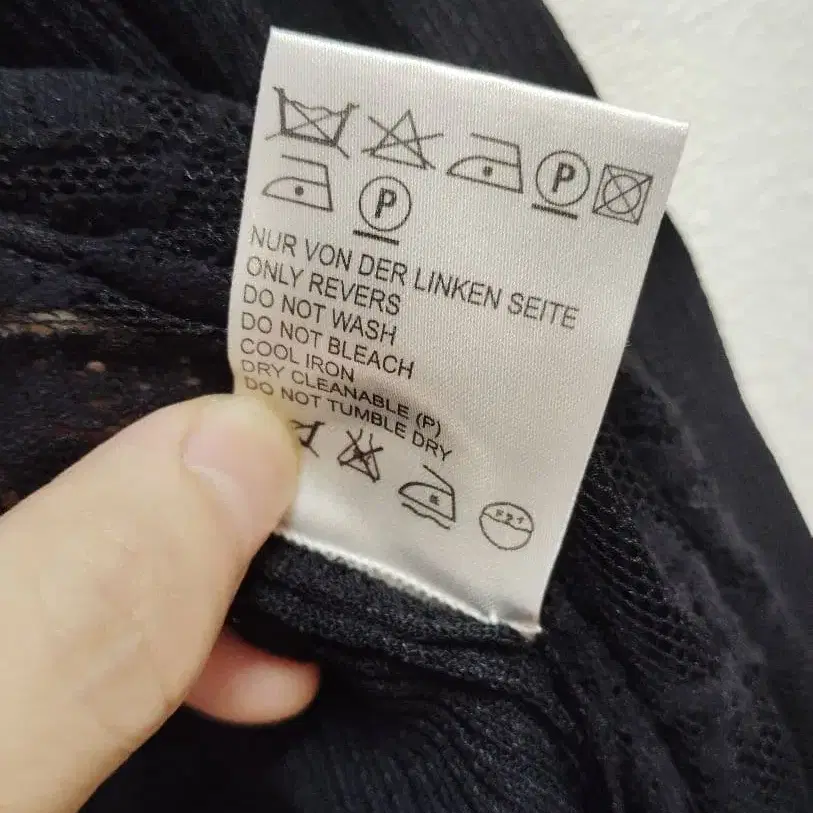 P
P
NUR VON DER LINKEN SEITE
ONLY REVERS
DO NOT WASH
DO NOT BLEACH
COOL IRON
DRY CLEANABLE (P)
DO NOT TUMBLE DRY